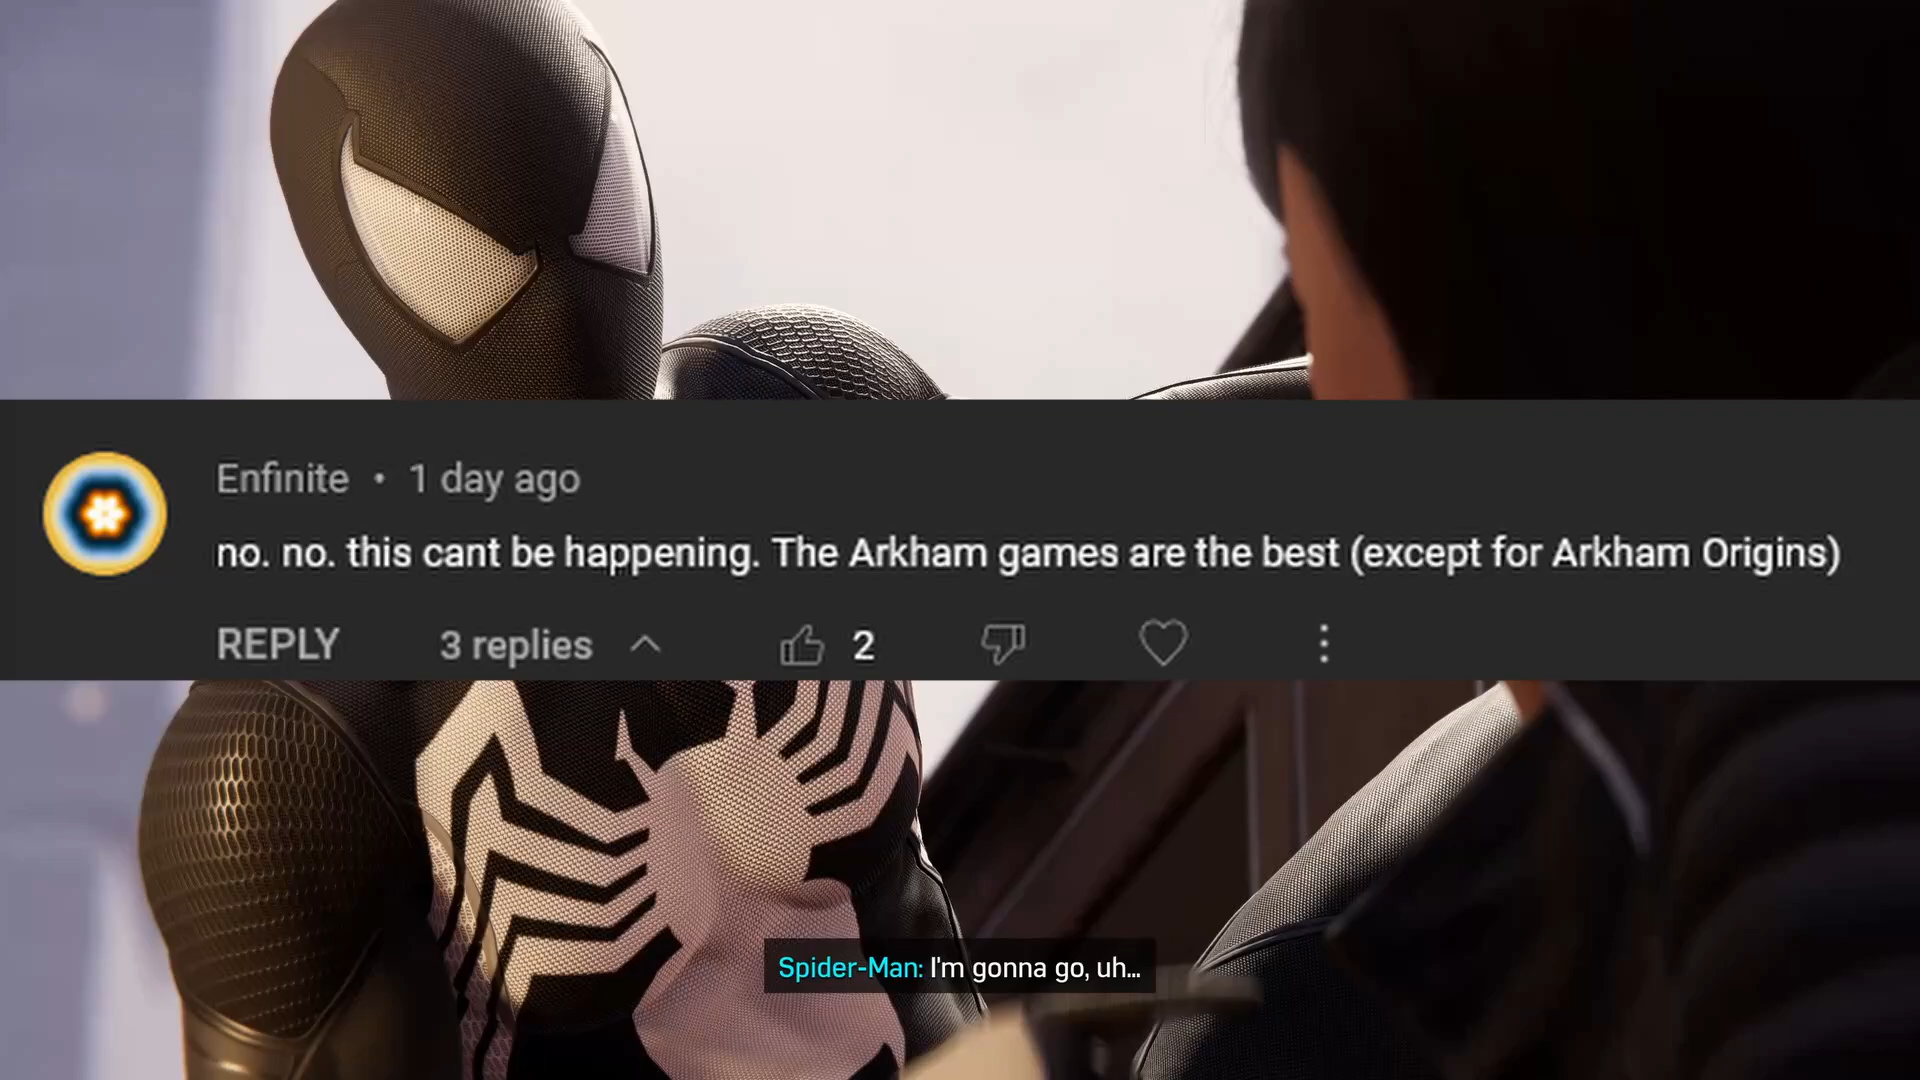 Enfinite • 1 day ago
no. no. this cant be happening. The Arkham games are the best (except for Arkham Origins)
REPLY 3 replies 2
Spider-Man: I'm gonna go, uh...